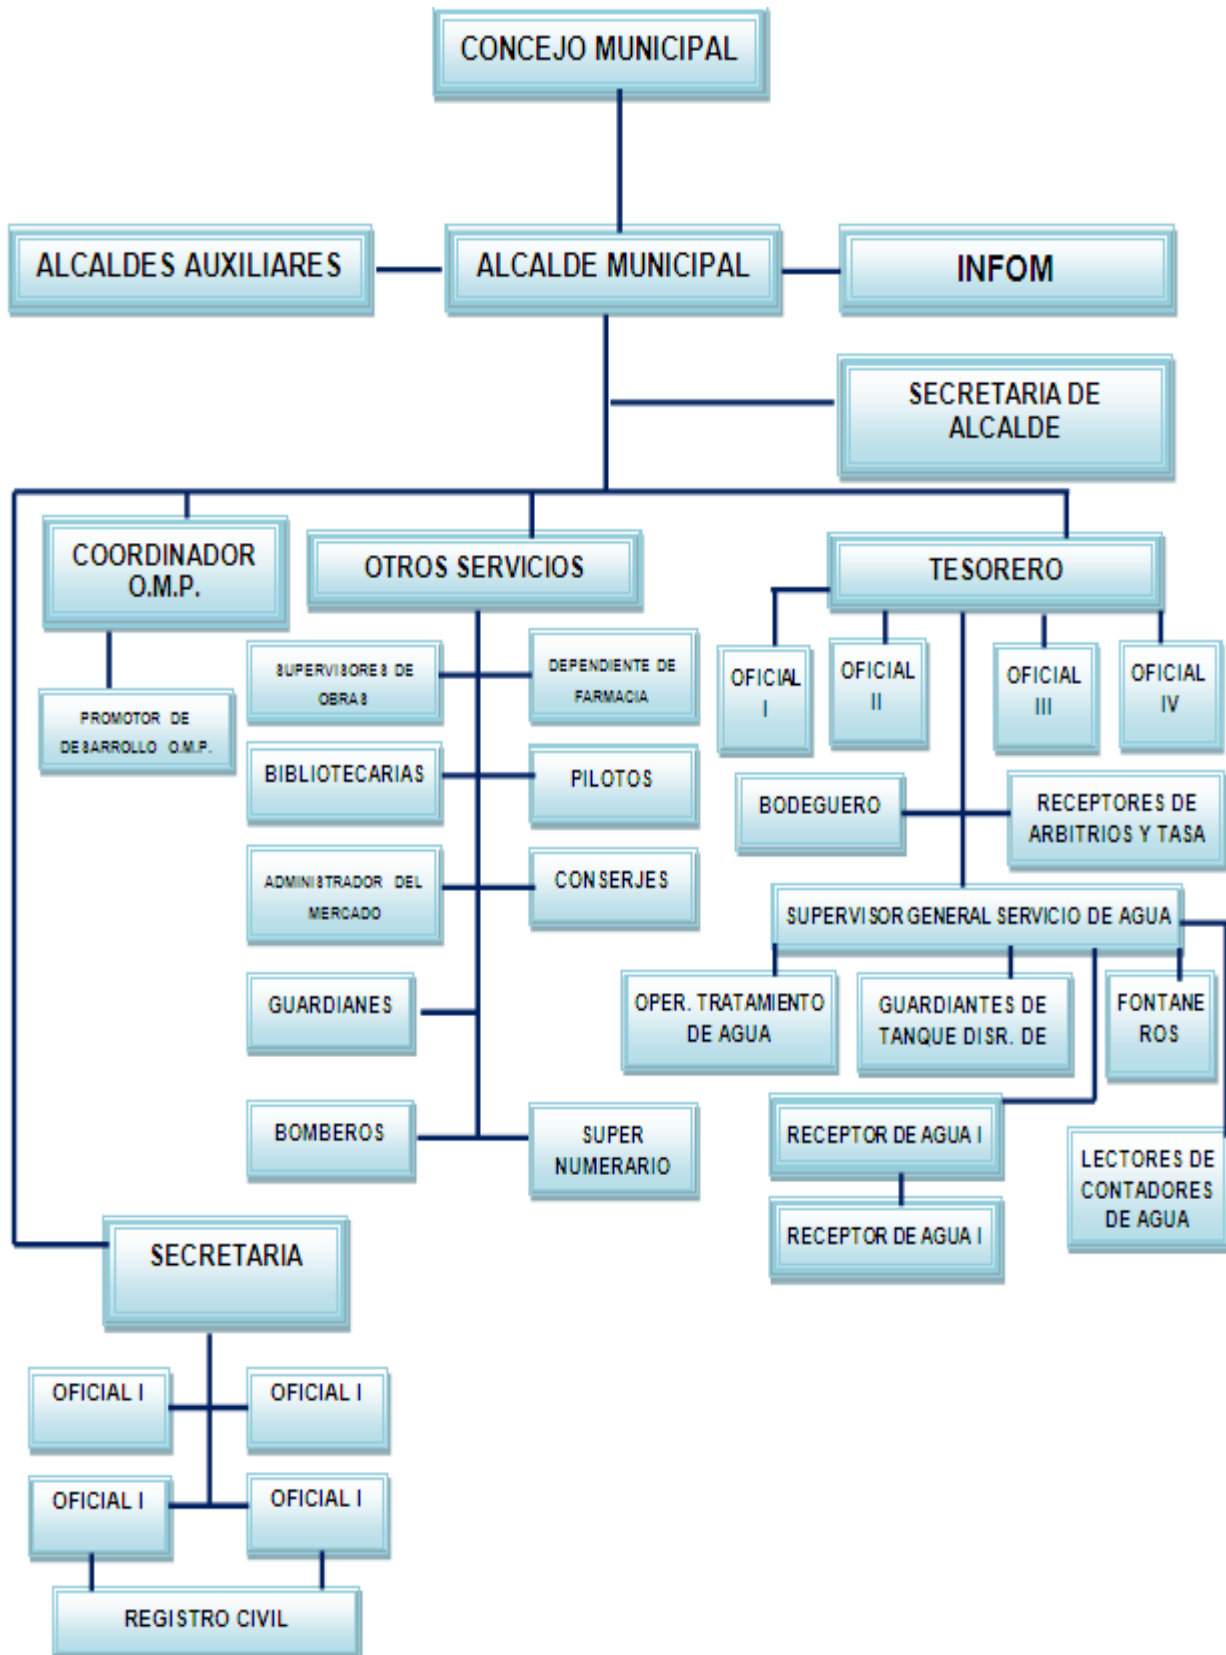 CONCEJO MUNICIPAL
ALCALDES AUXILIARES
ALCALDE MUNICIPAL
INFOM
SECRETARIA DE
ALCALDE
COORDINADOR
O.M.P.
OTROS SERVICIOS
TESORERO
PROMOTOR DE
DESARROLLO O.M.P.
SUPERVISORES DE
OBRAS
DEPENDIENTE DE
FARMACIA
BIBLIOTECARIAS
PILOTOS
ADMINISTRADOR DEL
MERCADO
CONSERJES
GUARDIANES
BOMBEROS
SUPER
NUMERARIO
OFICIAL
I
OFICIAL
II
OFICIAL
III
OFICIAL
IV
BODEGUERO
RECEPTORES DE
ARBITRIOS Y TASA
SUPERVISOR GENERAL SERVICIO DE AGUA
OPER. TRATAMIENTO
DE AGUA
GUARDIANTES DE
TANQUE DISR. DE
FONTANE
ROS
RECEPTOR DE AGUA I
RECEPTOR DE AGUA I
LECTORES DE
CONTADORES
DE AGUA
SECRETARIA
OFICIAL I
OFICIAL I
OFICIAL I
OFICIAL I
REGISTRO CIVIL